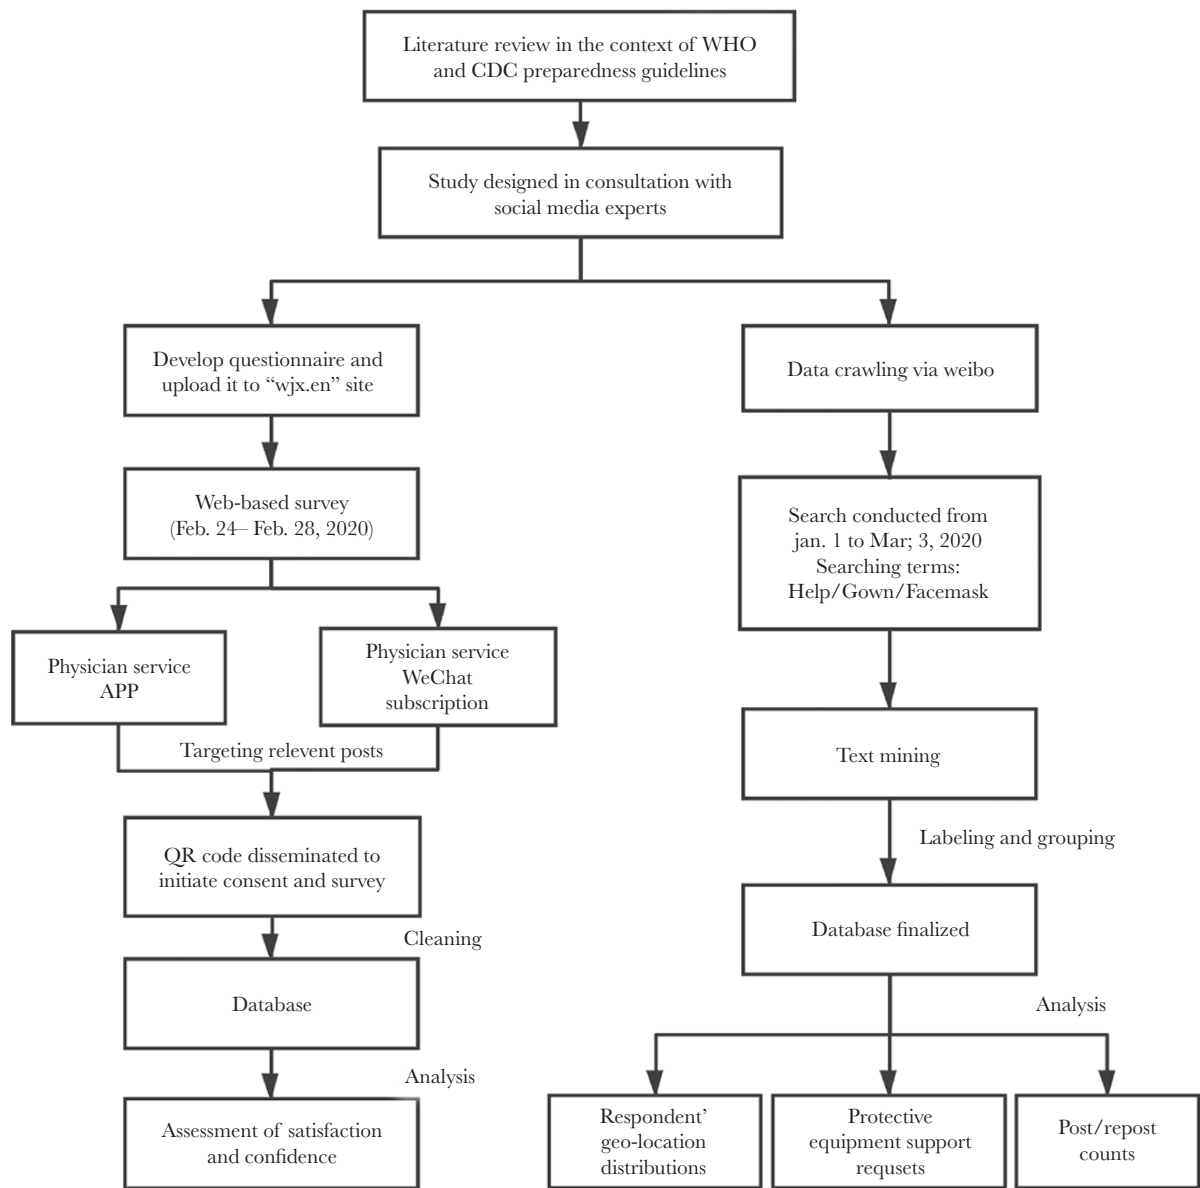 Literature review in the context of WHO
and CDC preparedness guidelines
Study designed in consultation with
social media experts
Develop questionnaire and
upload it to “wjx.en” site
Web-based survey
(Feb. 24– Feb. 28, 2020)
Physician service
APP
Physician service
WeChat
subscription
Targeting relevent posts
QR code disseminated to
initiate consent and survey
Cleaning
Database
Analysis
Assessment of satisfaction
and confidence
Data crawling via weibo
Search conducted from
jan. 1 to Mar; 3, 2020
Searching terms:
Help/Gown/Facemask
Text mining
Labeling and grouping
Database finalized
Analysis
Respondent’
geo-location
distributions
Protective
equipment support
requsets
Post/repost
counts